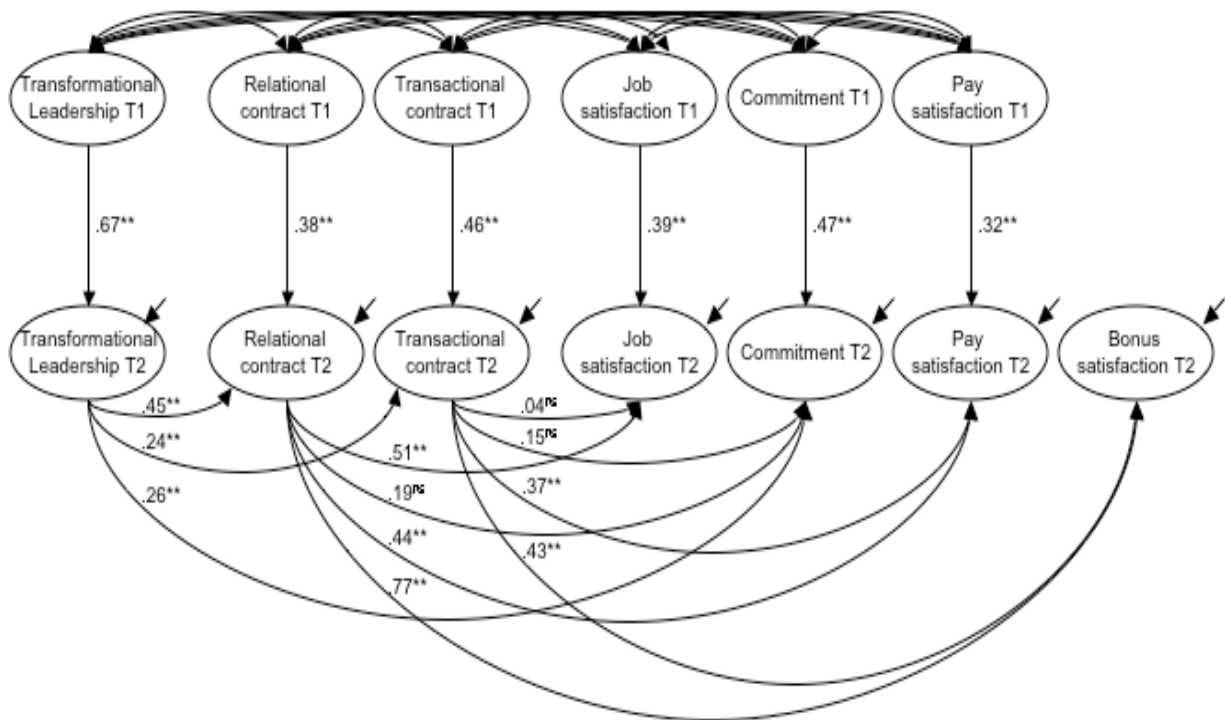 Transformational
Leadership T1
Relational
contract T1
Transactional
contract T1
Job
satisfaction T1
Commitment T1
Pay
satisfaction T1
.67**
.38**
.46**
.39**
.47**
.32**
Transformational
Leadership T2
Relational
contract T2
Transactional
contract T2
Job
satisfaction T2
Commitment T2
Pay
satisfaction T2
Bonus
satisfaction T2
.45**
.04ns
.24**
.15ns
.51**
.37**
.26**
.19ns
.44**
.43**
.77**